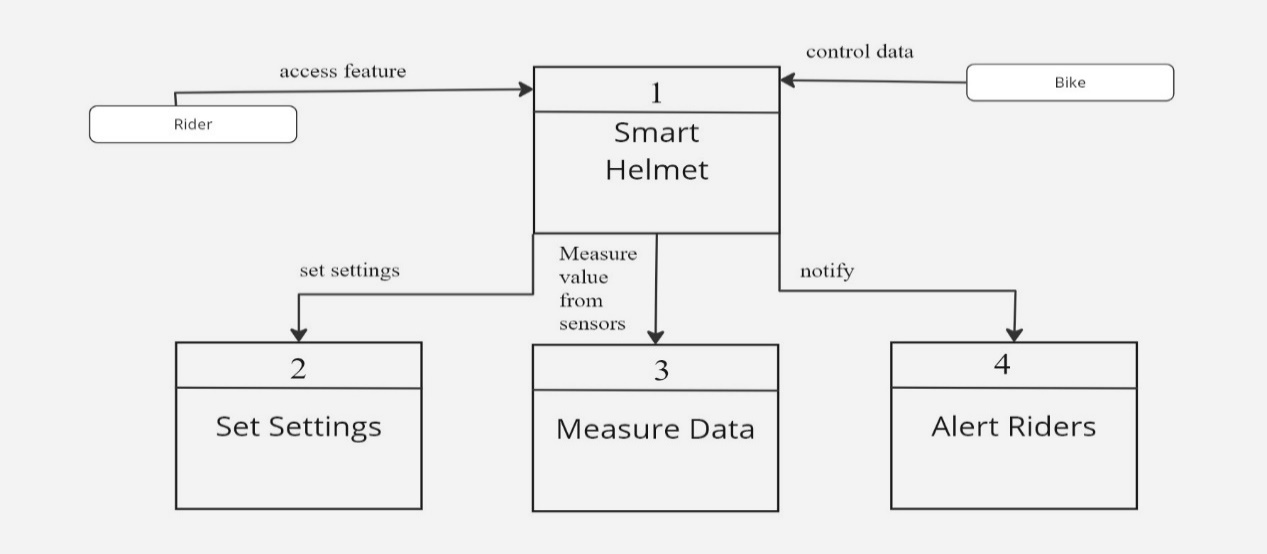 control data
access feature
Bike
1
Rider
Smart
Helmet
Measure
value
from
sensors
set settings
notify
2
3
4
Set Settings
Measure Data
Alert Riders